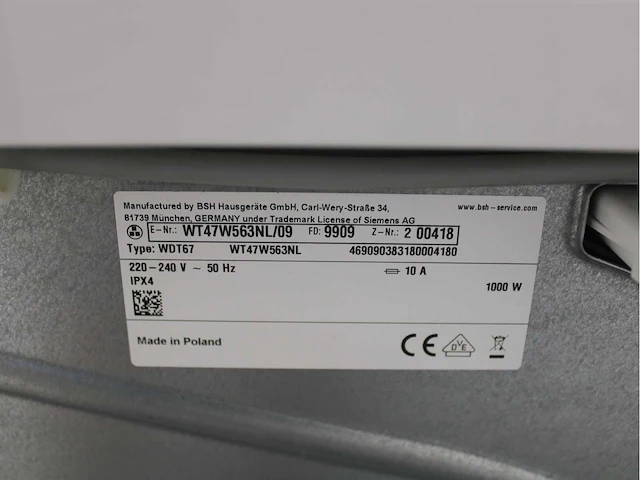 Manufactured by BSH Hausgeräte GmbH, Carl-Wery-Straße 34, www.bsh-service.com
81739 München, GERMANY under Trademark License of Siemens AG
E-Nr.: WT47W563NL/09 FD: 9909 Z-Nr.: 2 00418
Type: WDT67 WT47W563NL 469090383180004180
220-240 V ~ 50 Hz 10 A
IPX4 1000 W
Made in Poland CE DVE